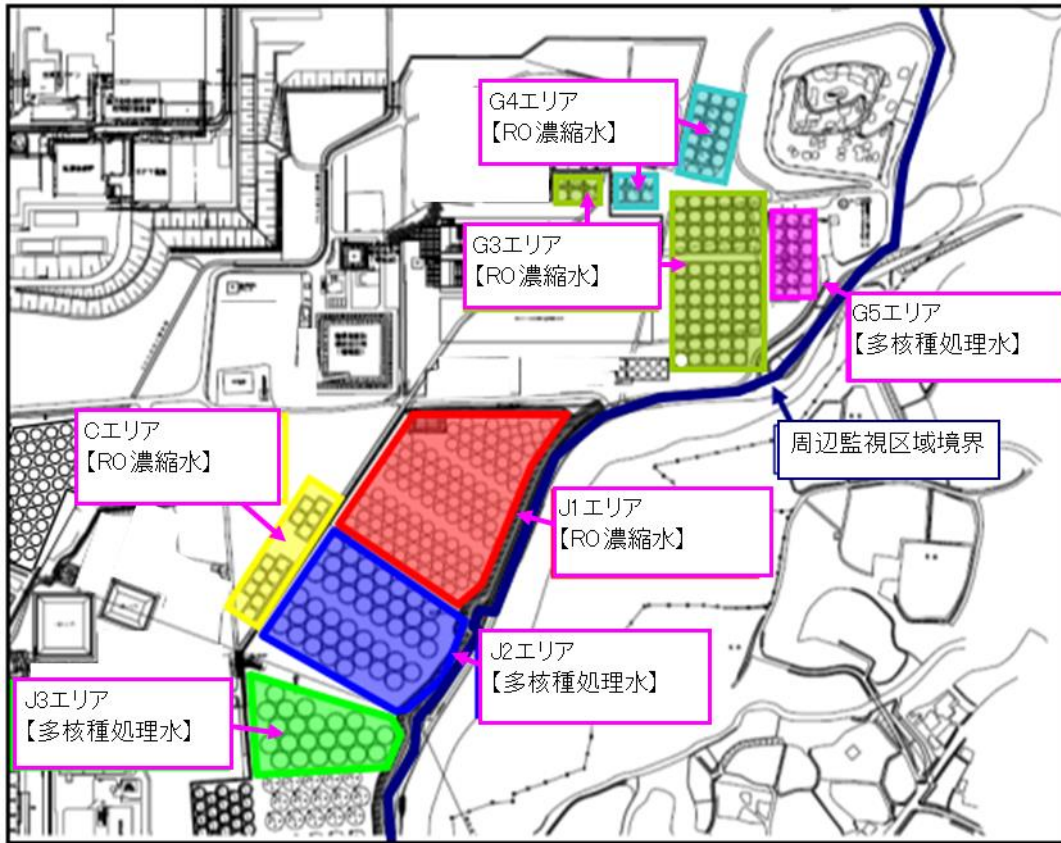 G4エリア
【RO濃縮水】
G3エリア
【RO濃縮水】
G5エリア
【多核種処理水】
Cエリア
【RO濃縮水】
周辺監視区域境界
J1エリア
【RO濃縮水】
J2エリア
【多核種処理水】
J3エリア
【多核種処理水】